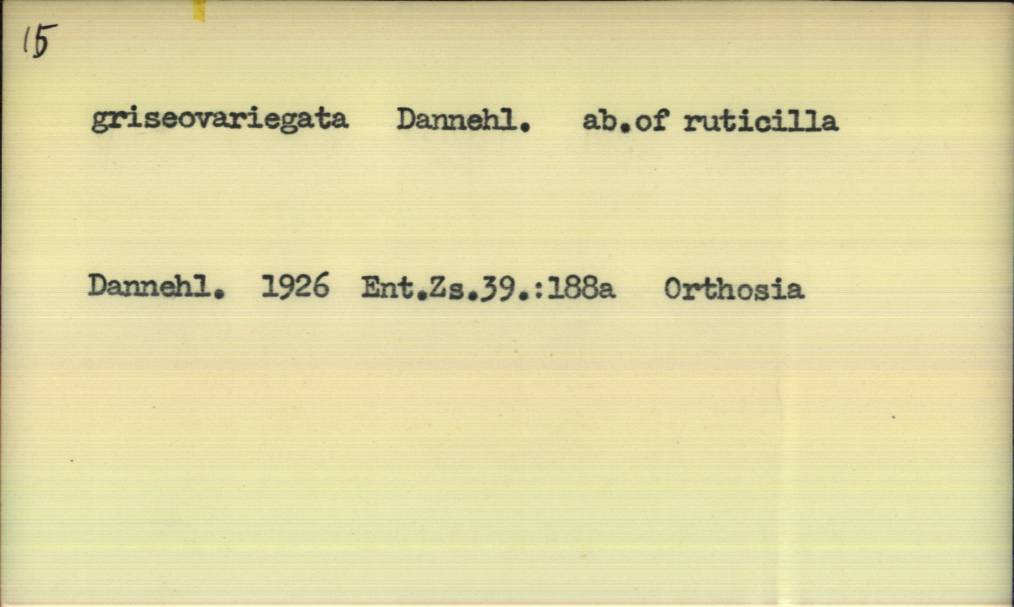 15
griseovariegata Dannehl. ab.of ruticilla
Dannehl. 1926 Ent.Zs.39.:188a Orthosia